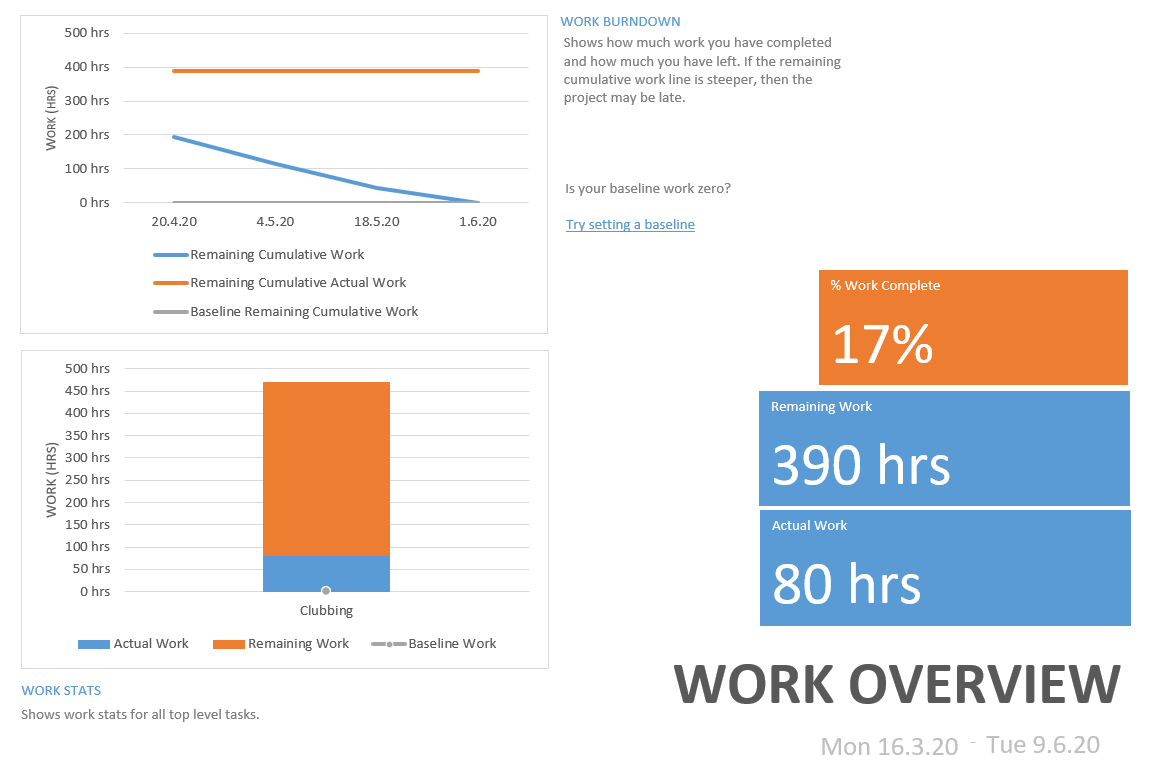 500 hrs
400 hrs
300 hrs
200 hrs
100 hrs
0 hrs
WORK (HRS)
20.4.20 4.5.20 18.5.20 1.6.20
Remaining Cumulative Work
Remaining Cumulative Actual Work
Baseline Remaining Cumulative Work
WORK BURNDOWN
Shows how much work you have completed
and how much you have left. If the remaining
cumulative work line is steeper, then the
project may be late.
Is your baseline work zero?
Try setting a baseline
% Work Complete
17%
Remaining Work
390 hrs
Actual Work
80 hrs
500 hrs
450 hrs
400 hrs
350 hrs
300 hrs
250 hrs
200 hrs
150 hrs
100 hrs
50 hrs
0 hrs
WORK (HRS)
Clubbing
Actual Work Remaining Work Baseline Work
WORK STATS
Shows work stats for all top level tasks.
WORK OVERVIEW
Mon 16.3.20 - Tue 9.6.20